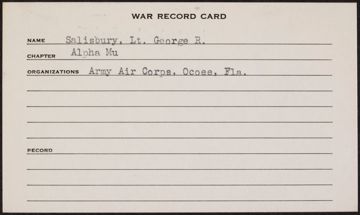 WAR RECORD CARD
NAME Salisbury, Lt. George R.
CHAPTER Alpha Mu
ORGANIZATIONS Army Air Corps, Ocoee, Fla.
RECORD